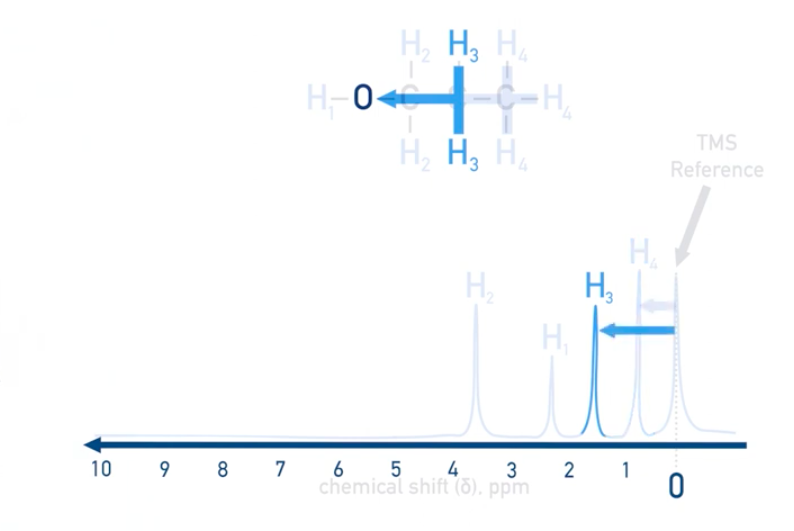 H₂ H₃ H₄
H₁–O C C C H₄
H₂ H₃ H₄
TMS
Reference
H₄
H₂ H₃
H₁
10 9 8 7 6 5 4 3 2 1 0
chemical shift (δ), ppm